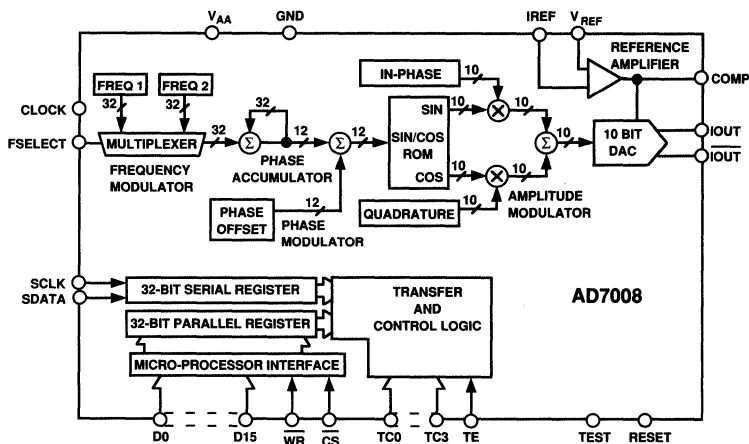 VAA
GND
IREF
VREF
REFERENCE
AMPLIFIER
COMP
FREQ 1
FREQ 2
IN-PHASE
10
32
32
32
CLOCK
FSELECT
MULTIPLEXER
32
Σ
12
Σ
12
SIN
SIN/COS
ROM
COS
10
10
Σ
10
10 BIT
DAC
IOUT
IOUT
FREQUENCY
MODULATOR
PHASE
ACCUMULATOR
10
10
12
PHASE
OFFSET
PHASE
MODULATOR
QUADRATURE
10
AMPLITUDE
MODULATOR
SCLK
SDATA
32-BIT SERIAL REGISTER
32-BIT PARALLEL REGISTER
MICRO-PROCESSOR INTERFACE
TRANSFER
AND
CONTROL LOGIC
AD7008
D0
D15
WR
CS
TC0
TC3
TE
TEST
RESET